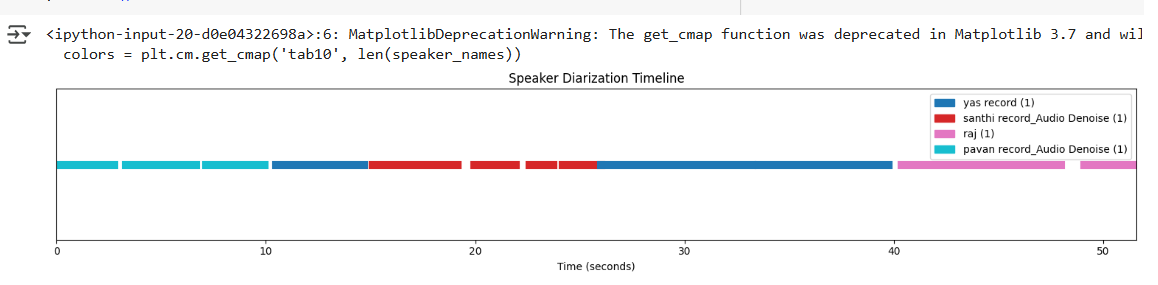 <ipython-input-20-d0e04322698a>:6: MatplotlibDeprecationWarning: The get_cmap function was deprecated in Matplotlib 3.7 and wil
colors = plt.cm.get_cmap('tab10', len(speaker_names))
Speaker Diarization Timeline
yas record (1)
santhi record_Audio Denoise (1)
raj (1)
pavan record_Audio Denoise (1)
0 10 20 30 40 50
Time (seconds)